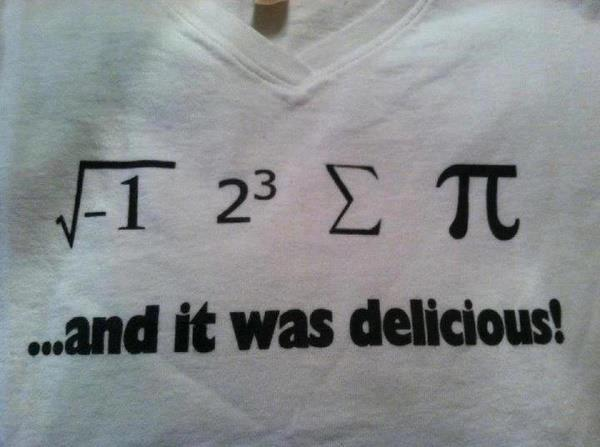 √-1 2³ ∑ π
...and it was delicious!